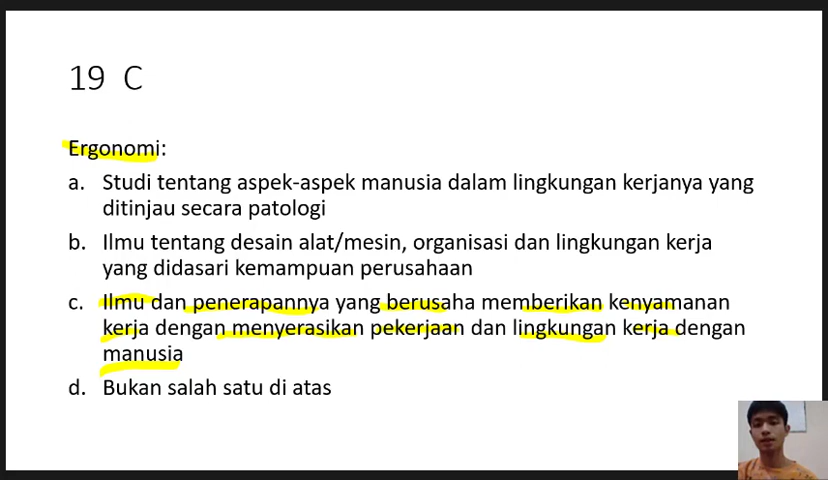 19 C
Ergonomi:
a. Studi tentang aspek-aspek manusia dalam lingkungan kerjanya yang
ditinjau secara patologi
b. Ilmu tentang desain alat/mesin, organisasi dan lingkungan kerja
yang didasari kemampuan perusahaan
c. Ilmu dan penerapannya yang berusaha memberikan kenyamanan
kerja dengan menyerasikan pekerjaan dan lingkungan kerja dengan
manusia
d. Bukan salah satu di atas